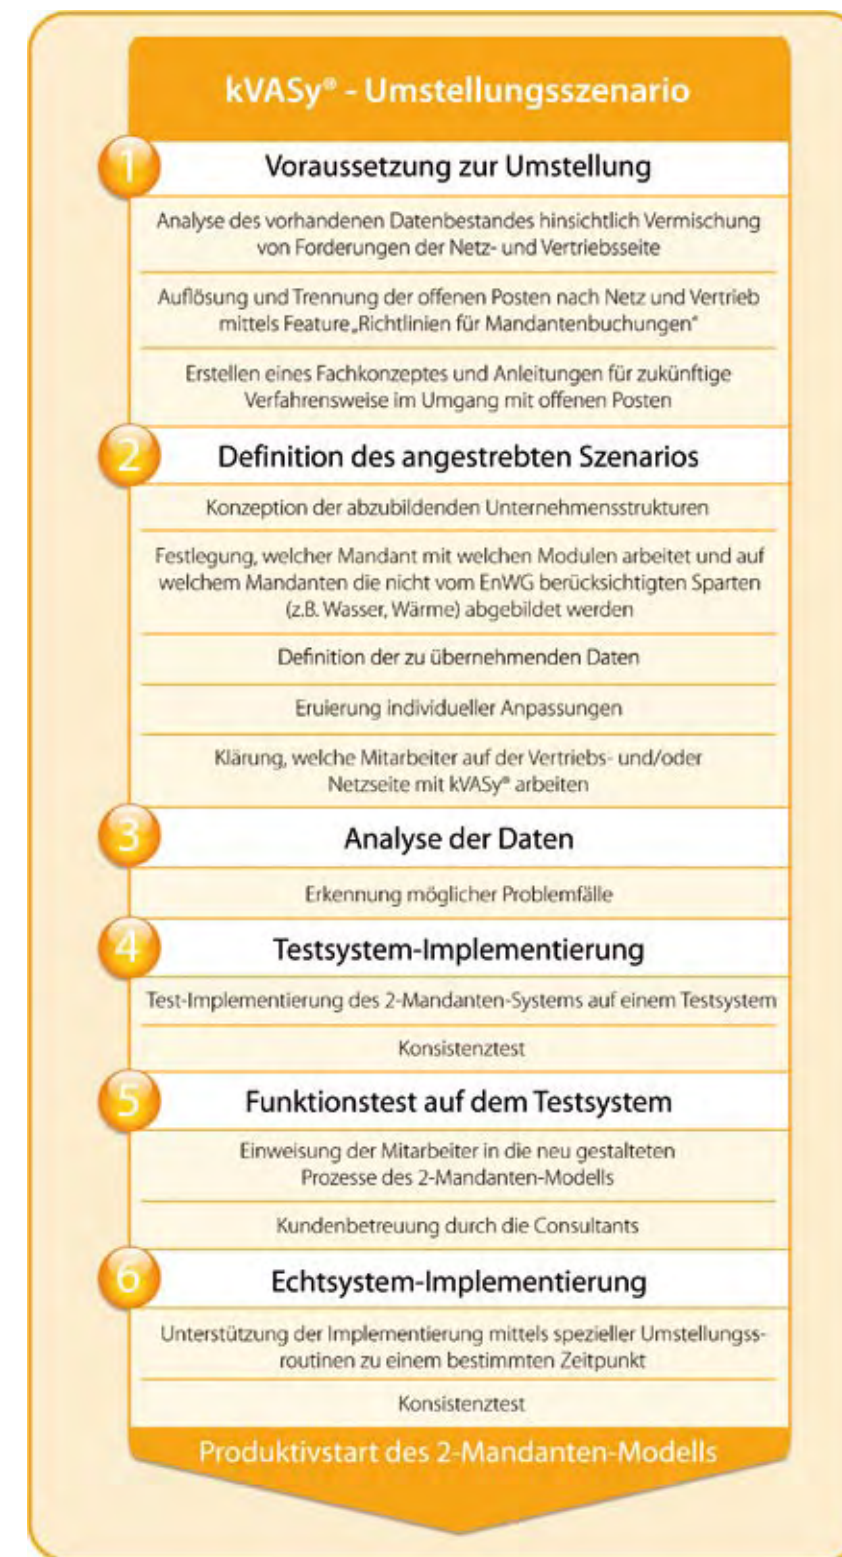 kVASy® - Umstellungsszenario
1
Voraussetzung zur Umstellung
Analyse des vorhandenen Datenbestandes hinsichtlich Vermischung
von Forderungen der Netz- und Vertriebsseite
Auflösung und Trennung der offenen Posten nach Netz und Vertrieb
mittels Feature „Richtlinien für Mandantenbuchungen“
Erstellen eines Fachkonzeptes und Anleitungen für zukünftige
Verfahrensweise im Umgang mit offenen Posten
2
Definition des angestrebten Szenarios
Konzeption der abzubildenden Unternehmensstrukturen
Festlegung, welcher Mandant mit welchen Modulen arbeitet und auf
welchem Mandanten die nicht vom EnWG berücksichtigten Sparten
(z.B. Wasser, Wärme) abgebildet werden
Definition der zu übernehmenden Daten
Eruierung individueller Anpassungen
Klärung, welche Mitarbeiter auf der Vertriebs- und/oder
Netzseite mit kVASy® arbeiten
3
Analyse der Daten
Erkennung möglicher Problemfälle
4
Testsystem-Implementierung
Test-Implementierung des 2-Mandanten-Systems auf einem Testsystem
Konsistenztest
5
Funktionstest auf dem Testsystem
Einweisung der Mitarbeiter in die neu gestalteten
Prozesse des 2-Mandanten-Modells
Kundenbetreuung durch die Consultants
6
Echtsystem-Implementierung
Unterstützung der Implementierung mittels spezieller Umstellungss-
routinen zu einem bestimmten Zeitpunkt
Konsistenztest
Produktivstart des 2-Mandanten-Modells